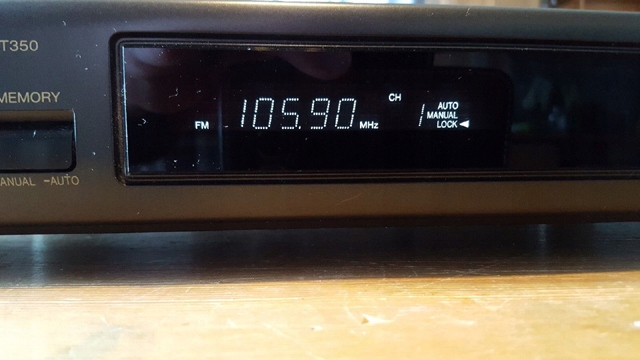 T350
MEMORY
ANUAL -AUTO
FM 105.90 MHz
CH 1
AUTO
MANUAL
LOCK ◄